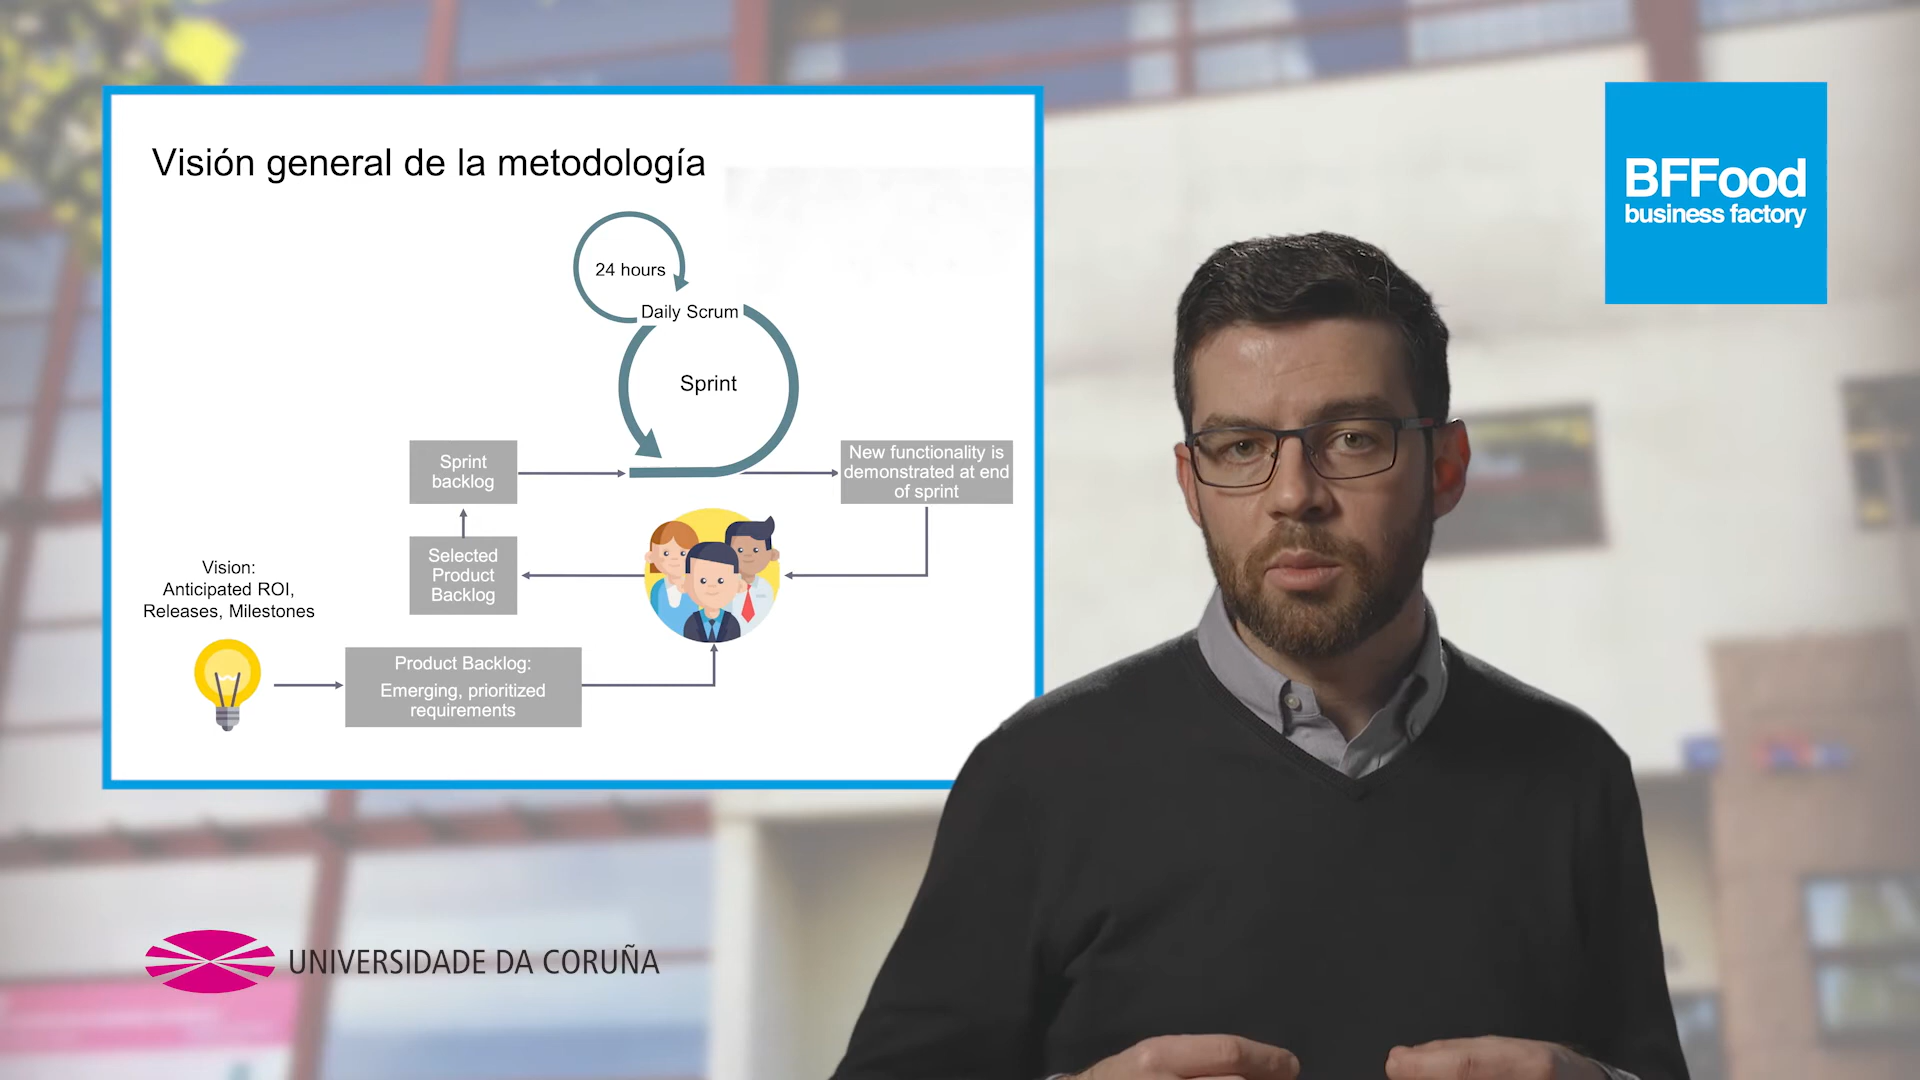 Visión general de la metodología
24 hours
Daily Scrum
Sprint
Sprint
backlog
New functionality is
demonstrated at end
of sprint
Selected
Product
Backlog
Vision:
Anticipated ROI,
Releases, Milestones
Product Backlog:
Emerging, prioritized
requirements
BFFood
business factory
UNIVERSIDADE DA CORUÑA